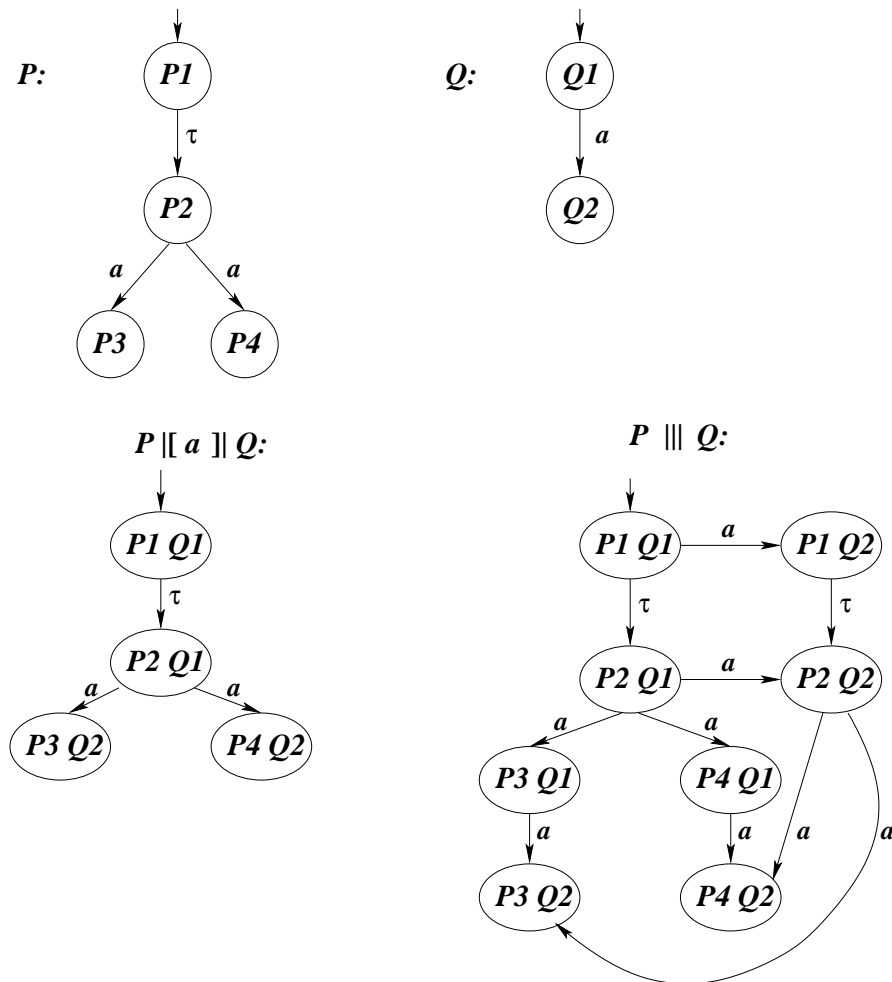 P: P1 Q: Q1
τ a
P2 Q2
a a
P3 P4
P |[ a ]| Q: P ||| Q:
P1 Q1 P1 Q1 a P1 Q2
τ τ τ
P2 Q1 P2 Q1 a P2 Q2
a a a a
P3 Q2 P4 Q2 P3 Q1 P4 Q1
a a a a
P3 Q2 P4 Q2